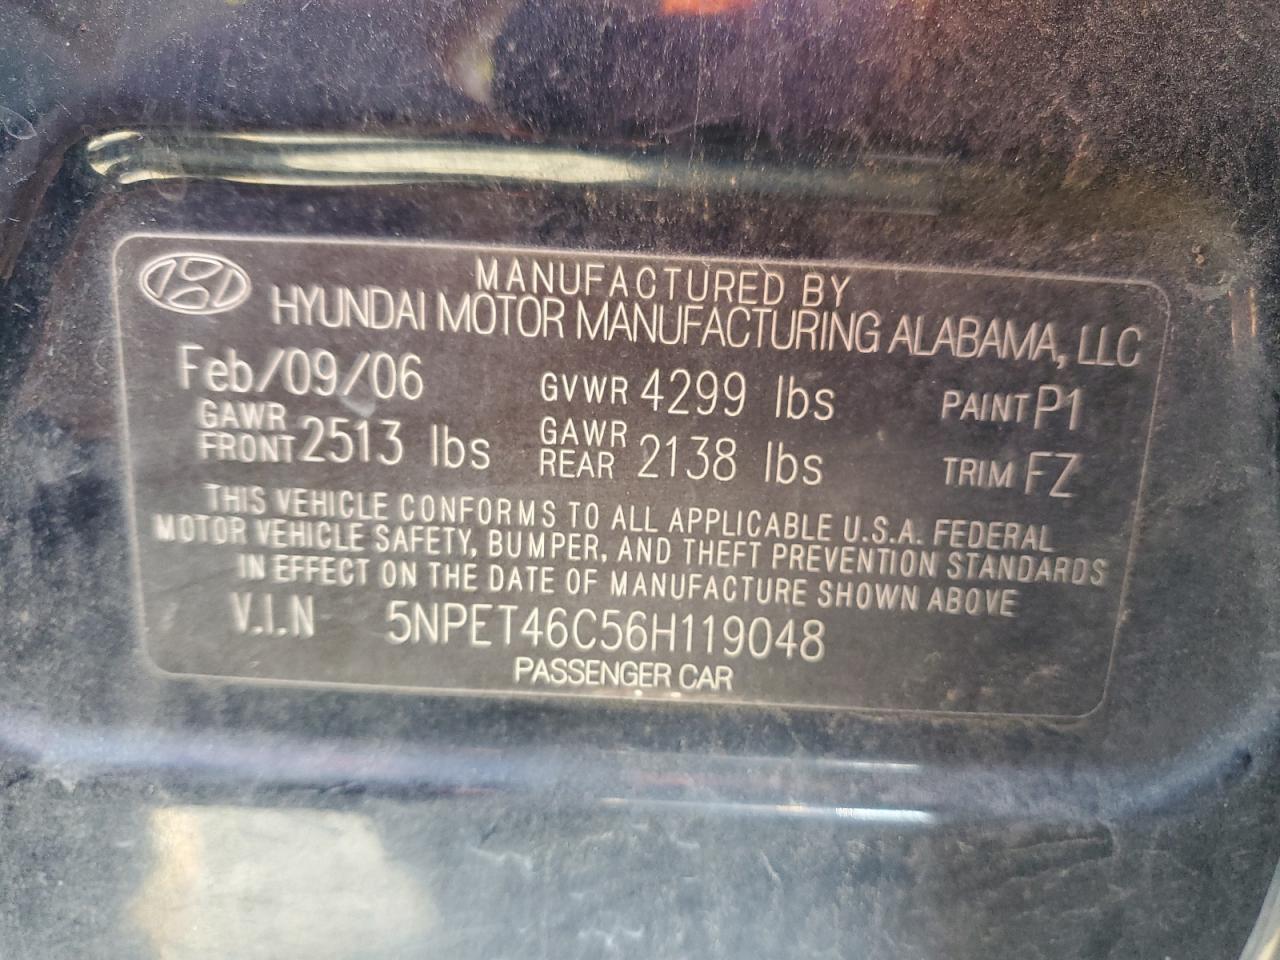 MANUFACTURED BY
HYUNDAI MOTOR MANUFACTURING ALABAMA, LLC
Feb/09/06 GVWR 4299 lbs PAINT P1
GAWR FRONT 2513 lbs GAWR REAR 2138 lbs TRIM FZ
THIS VEHICLE CONFORMS TO ALL APPLICABLE U.S.A. FEDERAL
MOTOR VEHICLE SAFETY, BUMPER, AND THEFT PREVENTION STANDARDS
IN EFFECT ON THE DATE OF MANUFACTURE SHOWN ABOVE
V.I.N 5NPET46C56H119048
PASSENGER CAR